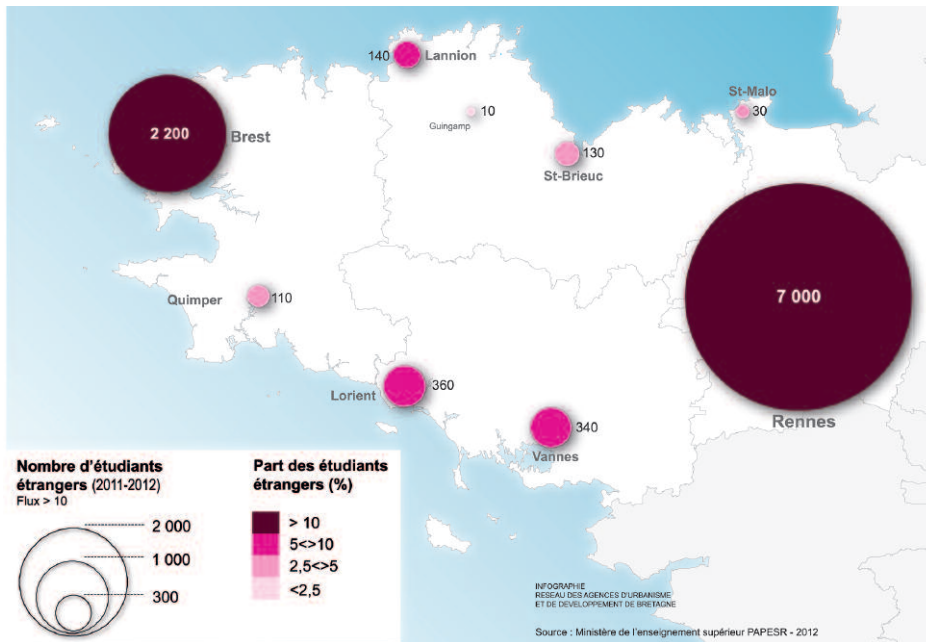 140
Lannion
St-Malo
10
30
Guingamp
2 200
Brest
130
St-Brieuc
Quimper
110
7 000
360
Lorient
340
Rennes
Vannes
Nombre d'étudiants
étrangers (2011-2012)
Flux > 10
2 000
1 000
300
Part des étudiants
étrangers (%)
> 10
5<>10
2,5<>5
<2,5
INFOGRAPHIE
RESEAU DES AGENCES D'URBANISME
ET DE DEVELOPPEMENT DE BRETAGNE
Source : Ministère de l'enseignement supérieur PAPESR - 2012